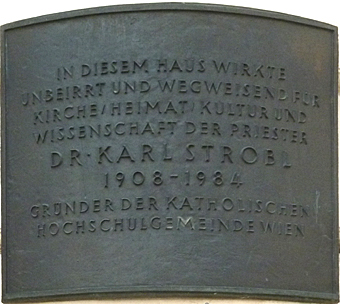 IN DIESEM HAUS WIRKTE
UNBEIRRT UND WEGWEISEND FÜR
KIRCHE/HEIMAT/KULTUR UND
WISSENSCHAFT DER PRIESTER
DR·KARL STROBL
1908-1984
GRÜNDER DER KATHOLISCHEN
HOCHSCHULGEMEINDE WIEN